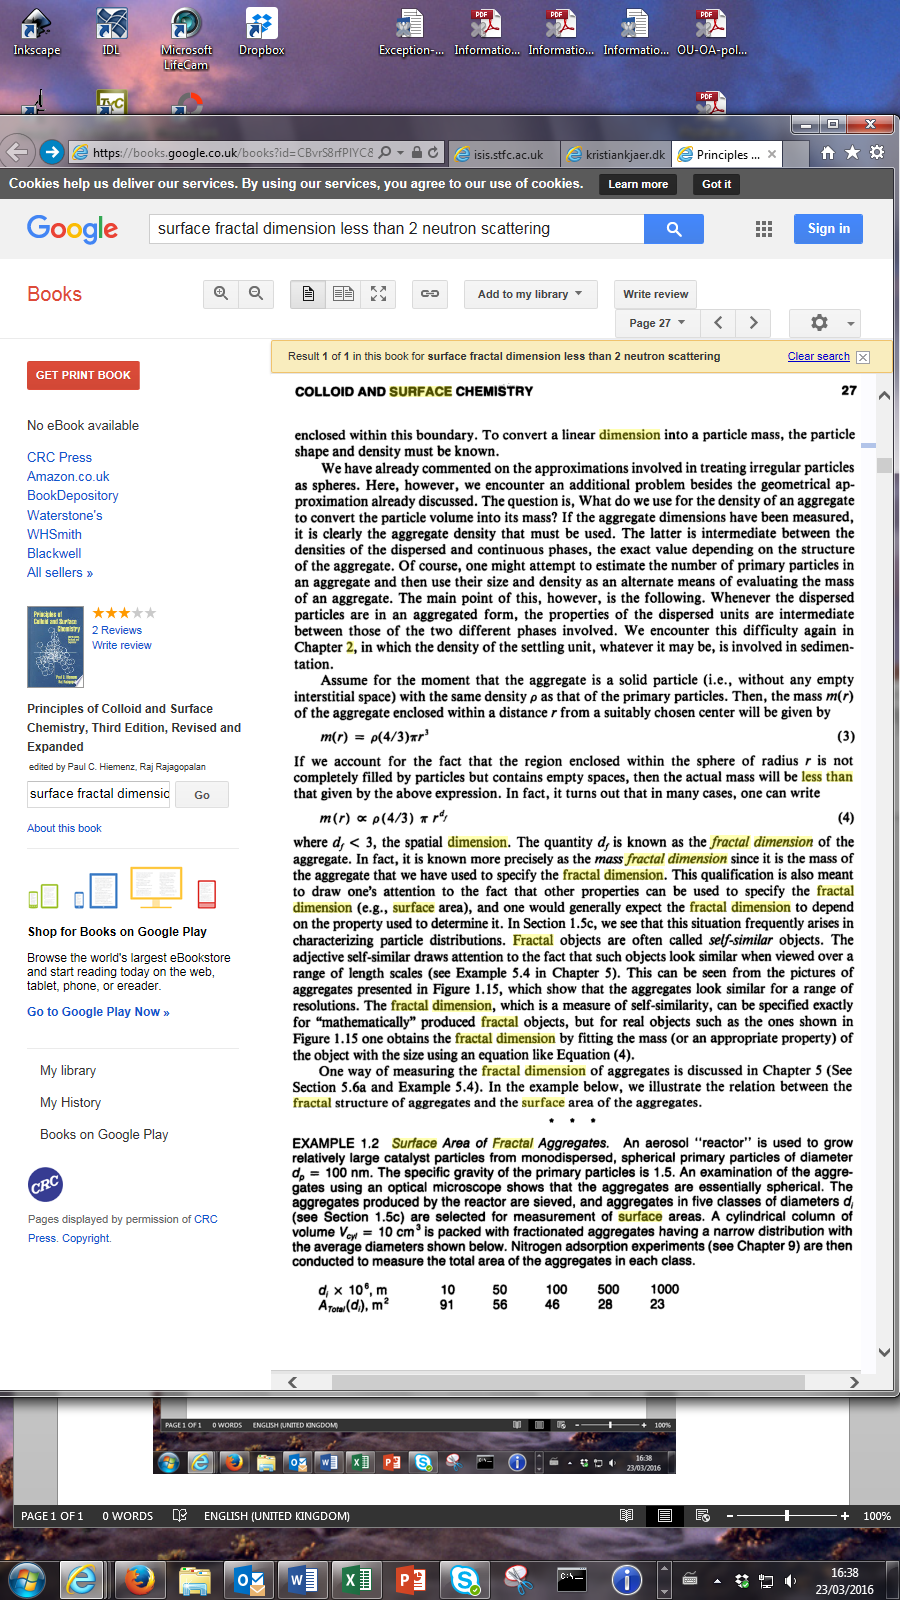 Inkscape
IDL
Microsoft
LifeCam
Dropbox
Exception-...
Informatio...
Informatio...
Informatio...
OU-OA-pol...
https://books.google.co.uk/books?id=CBvrS8rfPIYC&
isis.stfc.ac.uk
kristiankjaer.dk
Principles ...
Cookies help us deliver our services. By using our services, you agree to our use of cookies.
Learn more
Got it
Google
surface fractal dimension less than 2 neutron scattering
Sign in
Books
Add to my library
Write review
Page 27
Result 1 of 1 in this book for surface fractal dimension less than 2 neutron scattering
Clear search
GET PRINT BOOK
No eBook available
CRC Press
Amazon.co.uk
BookDepository
Waterstone's
WHSmith
Blackwell
All sellers »
Principles of
Colloid and Surface
Chemistry
2 Reviews
Write review
Principles of Colloid and Surface
Chemistry, Third Edition, Revised and
Expanded
edited by Paul C. Hiemenz, Raj Rajagopalan
surface fractal dimensio
Go
About this book
Shop for Books on Google Play
Browse the world's largest eBookstore
and start reading today on the web,
tablet, phone, or ereader.
Go to Google Play Now »
My library
My History
Books on Google Play
CRC
Pages displayed by permission of CRC
Press. Copyright.
COLLOID AND SURFACE CHEMISTRY 27
enclosed within this boundary. To convert a linear dimension into a particle mass, the particle
shape and density must be known.
We have already commented on the approximations involved in treating irregular particles
as spheres. Here, however, we encounter an additional problem besides the geometrical ap-
proximation already discussed. The question is, What do we use for the density of an aggregate
to convert the particle volume into its mass? If the aggregate dimensions have been measured,
it is clearly the aggregate density that must be used. The latter is intermediate between the
densities of the dispersed and continuous phases, the exact value depending on the structure
of the aggregate. Of course, one might attempt to estimate the number of primary particles in
an aggregate and then use their size and density as an alternate means of evaluating the mass
of an aggregate. The main point of this, however, is the following. Whenever the dispersed
particles are in an aggregated form, the properties of the dispersed units are intermediate
between those of the two different phases involved. We encounter this difficulty again in
Chapter 2, in which the density of the settling unit, whatever it may be, is involved in sedimen-
tation.
Assume for the moment that the aggregate is a solid particle (i.e., without any empty
interstitial space) with the same density ρ as that of the primary particles. Then, the mass m(r)
of the aggregate enclosed within a distance r from a suitably chosen center will be given by
m(r) = ρ(4/3)πr³ (3)
If we account for the fact that the region enclosed within the sphere of radius r is not
completely filled by particles but contains empty spaces, then the actual mass will be less than
that given by the above expression. In fact, it turns out that in many cases, one can write
m(r) ∝ ρ(4/3) π r^df (4)
where df < 3, the spatial dimension. The quantity df is known as the fractal dimension of the
aggregate. In fact, it is known more precisely as the mass fractal dimension since it is the mass of
the aggregate that we have used to specify the fractal dimension. This qualification is also meant
to draw one's attention to the fact that other properties can be used to specify the fractal
dimension (e.g., surface area), and one would generally expect the fractal dimension to depend
on the property used to determine it. In Section 1.5c, we see that this situation frequently arises in
characterizing particle distributions. Fractal objects are often called self-similar objects. The
adjective self-similar draws attention to the fact that such objects look similar when viewed over a
range of length scales (see Example 5.4 in Chapter 5). This can be seen from the pictures of
aggregates presented in Figure 1.15, which show that the aggregates look similar for a range of
resolutions. The fractal dimension, which is a measure of self-similarity, can be specified exactly
for "mathematically" produced fractal objects, but for real objects such as the ones shown in
Figure 1.15 one obtains the fractal dimension by fitting the mass (or an appropriate property) of
the object with the size using an equation like Equation (4).
One way of measuring the fractal dimension of aggregates is discussed in Chapter 5 (See
Section 5.6a and Example 5.4). In the example below, we illustrate the relation between the
fractal structure of aggregates and the surface area of the aggregates.
* * *
EXAMPLE 1.2 Surface Area of Fractal Aggregates. An aerosol "reactor" is used to grow
relatively large catalyst particles from monodispersed, spherical primary particles of diameter
dp = 100 nm. The specific gravity of the primary particles is 1.5. An examination of the aggre-
gates using an optical microscope shows that the aggregates are essentially spherical. The
aggregates produced by the reactor are sieved, and aggregates in five classes of diameters di
(see Section 1.5c) are selected for measurement of surface areas. A cylindrical column of
volume Vcyl = 10 cm³ is packed with fractionated aggregates having a narrow distribution with
the average diameters shown below. Nitrogen adsorption experiments (see Chapter 9) are then
conducted to measure the total area of the aggregates in each class.
di × 10⁶, m 10 50 100 500 1000
ATotal(di), m² 91 56 46 28 23
PAGE 1 OF 1 0 WORDS ENGLISH (UNITED KINGDOM) 100%
16:38
23/03/2016
PAGE 1 OF 1 0 WORDS ENGLISH (UNITED KINGDOM) 100%
16:38
23/03/2016